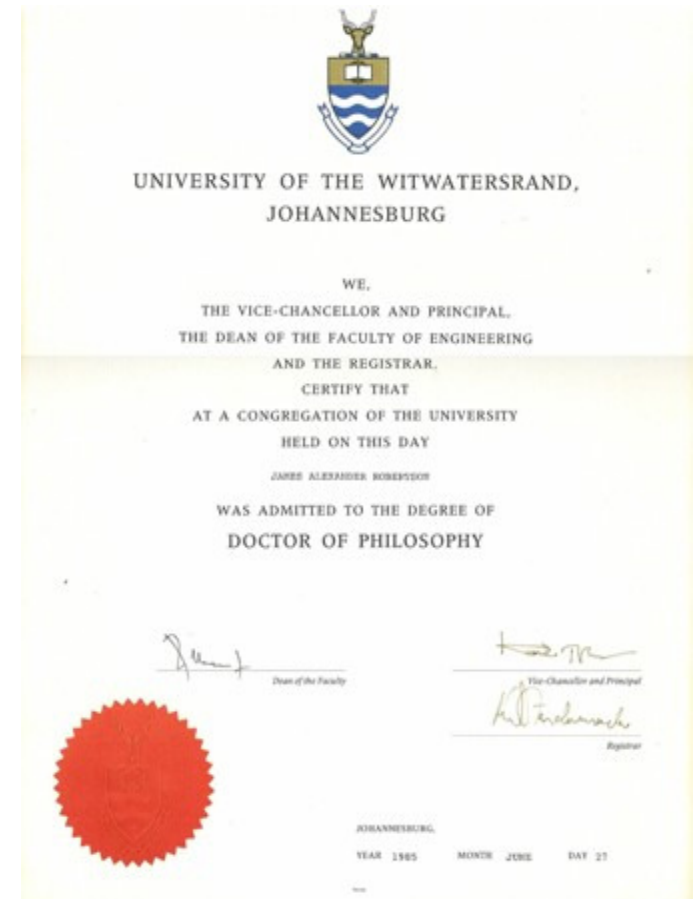 UNIVERSITY OF THE WITWATERSRAND,
JOHANNESBURG
WE,
THE VICE-CHANCELLOR AND PRINCIPAL,
THE DEAN OF THE FACULTY OF ENGINEERING
AND THE REGISTRAR,
CERTIFY THAT
AT A CONGREGATION OF THE UNIVERSITY
HELD ON THIS DAY
JAMES ALEXANDER ROBERTSON
WAS ADMITTED TO THE DEGREE OF
DOCTOR OF PHILOSOPHY
Dean of the Faculty
Vice-Chancellor and Principal
Registrar
JOHANNESBURG,
YEAR 1985 MONTH JUNE DAY 27